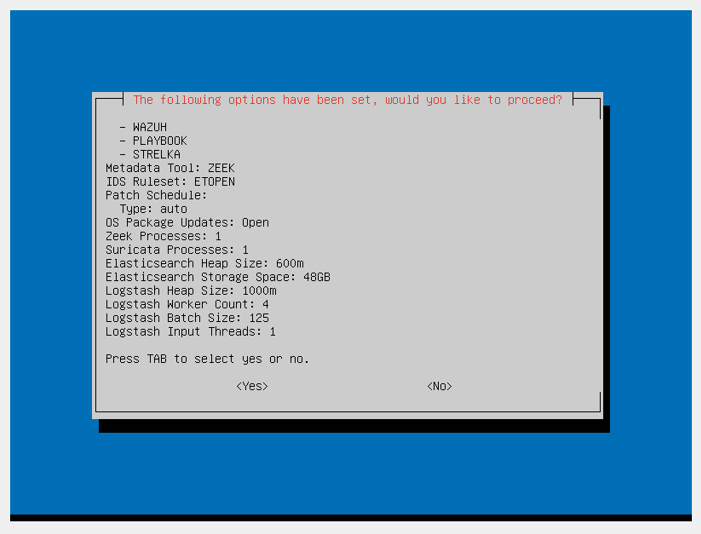 The following options have been set, would you like to proceed?
- WAZUH
- PLAYBOOK
- STRELKA
Metadata Tool: ZEEK
IDS Ruleset: ETOPEN
Patch Schedule:
Type: auto
OS Package Updates: Open
Zeek Processes: 1
Suricata Processes: 1
Elasticsearch Heap Size: 600m
Elasticsearch Storage Space: 48GB
Logstash Heap Size: 1000m
Logstash Worker Count: 4
Logstash Batch Size: 125
Logstash Input Threads: 1
Press TAB to select yes or no.
<Yes> <No>